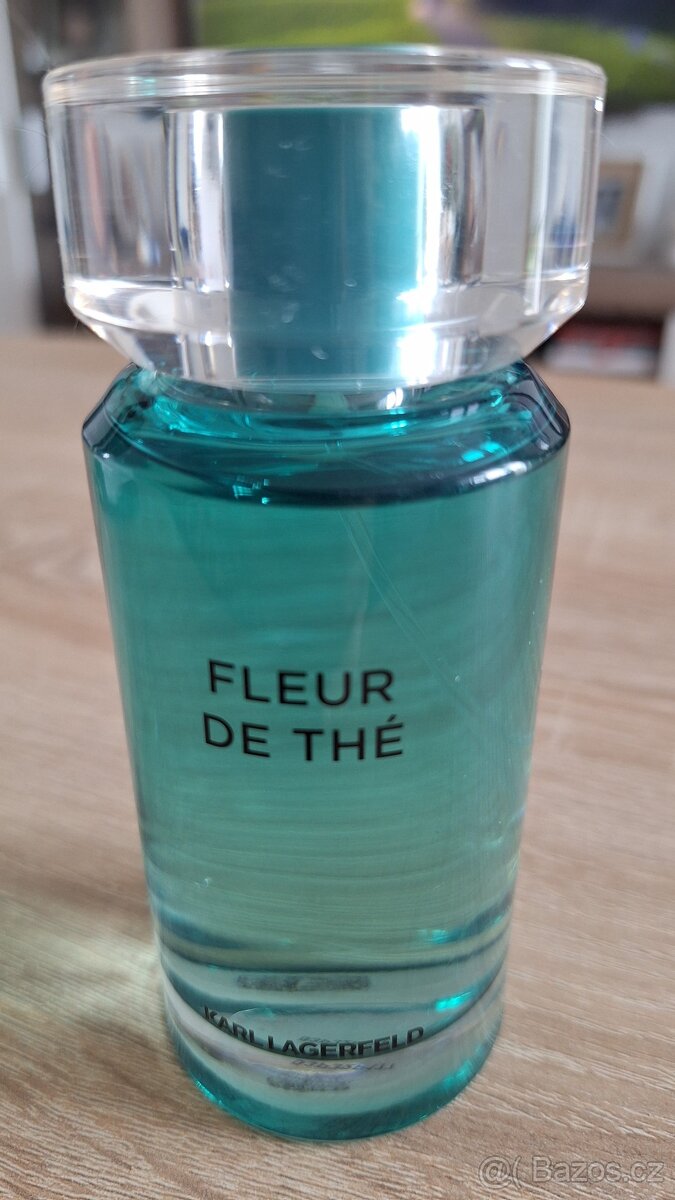 FLEUR
DE THÉ
KARL LAGERFELD
@( Bazos.cz